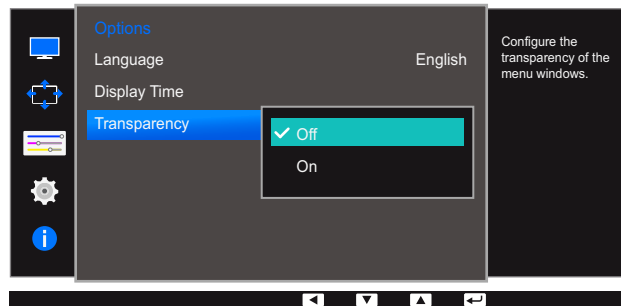 Options
Language English
Display Time
Transparency
Off
On
Configure the
transparency of the
menu windows.